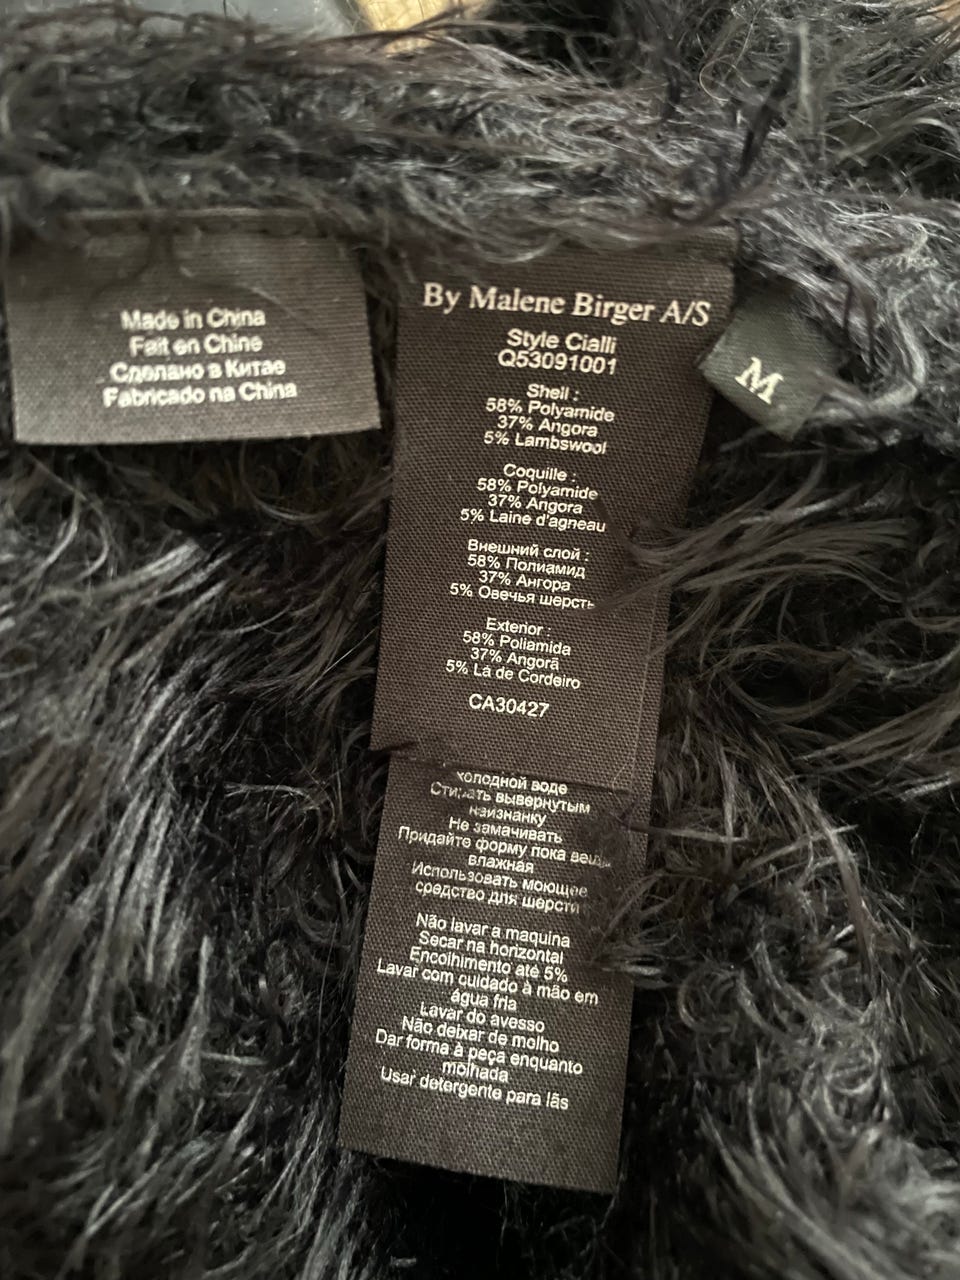 Made in China
Fait en Chine
Сделано в Китае
Fabricado na China
By Malene Birger A/S
Style Cialli
Q53091001
Shell :
58% Polyamide
37% Angora
5% Lambswool
Coquille :
58% Polyamide
37% Angora
5% Laine d'agneau
Внешний слой :
58% Полиамид
37% Ангора
5% Овечья шерсть
Exterior :
58% Poliamida
37% Angorã
5% Lã de Cordeiro
CA30427
M
холодной воде
Стирать вывернутым
наизнанку
Не замачивать
Придайте форму пока
влажная
Использовать моющее
средство для шерсти
Não lavar a maquina
Secar na horizontal
Encolhimento até 5%
Lavar com cuidado à mão em
água fria
Lavar do avesso
Não deixar de molho
Dar forma à peça enquanto
molhada
Usar detergente para lãs